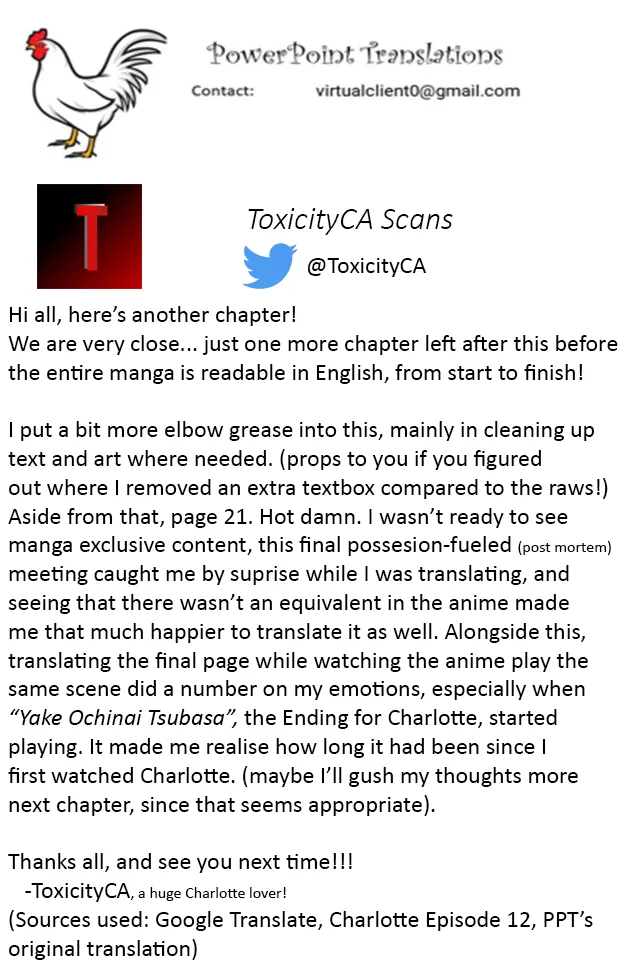 PowerPoint Translations
Contact: virtualclient0@gmail.com
T
ToxicityCA Scans
@ToxicityCA
Hi all, here’s another chapter!
We are very close... just one more chapter left after this before
the entire manga is readable in English, from start to finish!
I put a bit more elbow grease into this, mainly in cleaning up
text and art where needed. (props to you if you figured
out where I removed an extra textbox compared to the raws!)
Aside from that, page 21. Hot damn. I wasn’t ready to see
manga exclusive content, this final possesion-fueled (post mortem)
meeting caught me by suprise while I was translating, and
seeing that there wasn’t an equivalent in the anime made
me that much happier to translate it as well. Alongside this,
translating the final page while watching the anime play the
same scene did a number on my emotions, especially when
“Yake Ochinai Tsubasa”, the Ending for Charlotte, started
playing. It made me realise how long it had been since I
first watched Charlotte. (maybe I’ll gush my thoughts more
next chapter, since that seems appropriate).
Thanks all, and see you next time!!!
-ToxicityCA, a huge Charlotte lover!
(Sources used: Google Translate, Charlotte Episode 12, PPT’s
original translation)